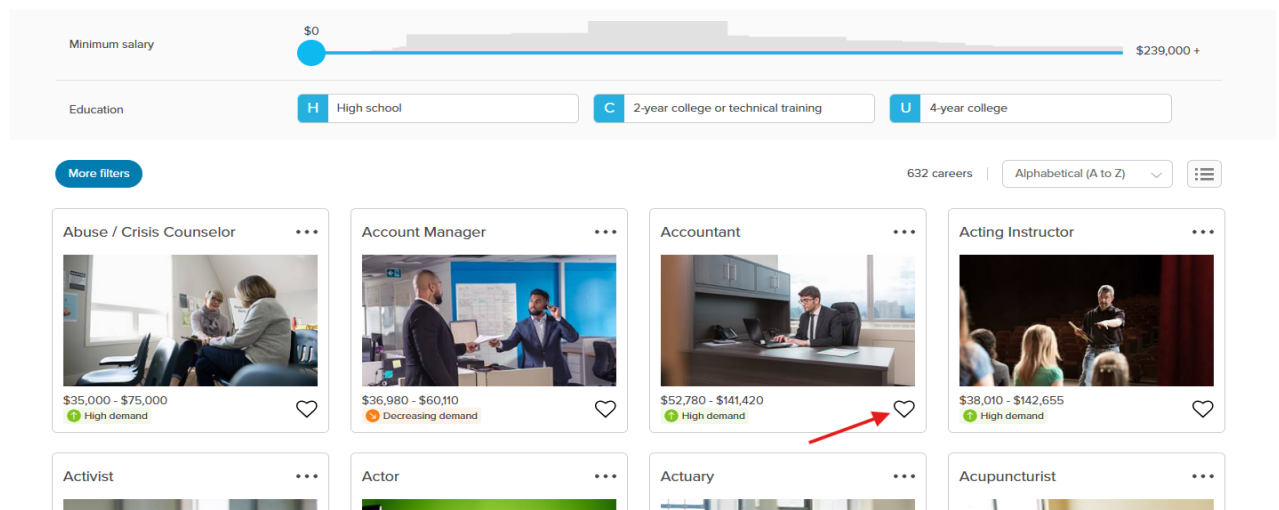 $0
Minimum salary
$239,000 +
Education
H High school
C 2-year college or technical training
U 4-year college
More filters
632 careers
Alphabetical (A to Z)
Abuse / Crisis Counselor
Account Manager
Accountant
Acting Instructor
$35,000 - $75,000
High demand
$36,980 - $60,110
Decreasing demand
$52,780 - $141,420
High demand
$38,010 - $142,655
High demand
Activist
Actor
Actuary
Acupuncturist